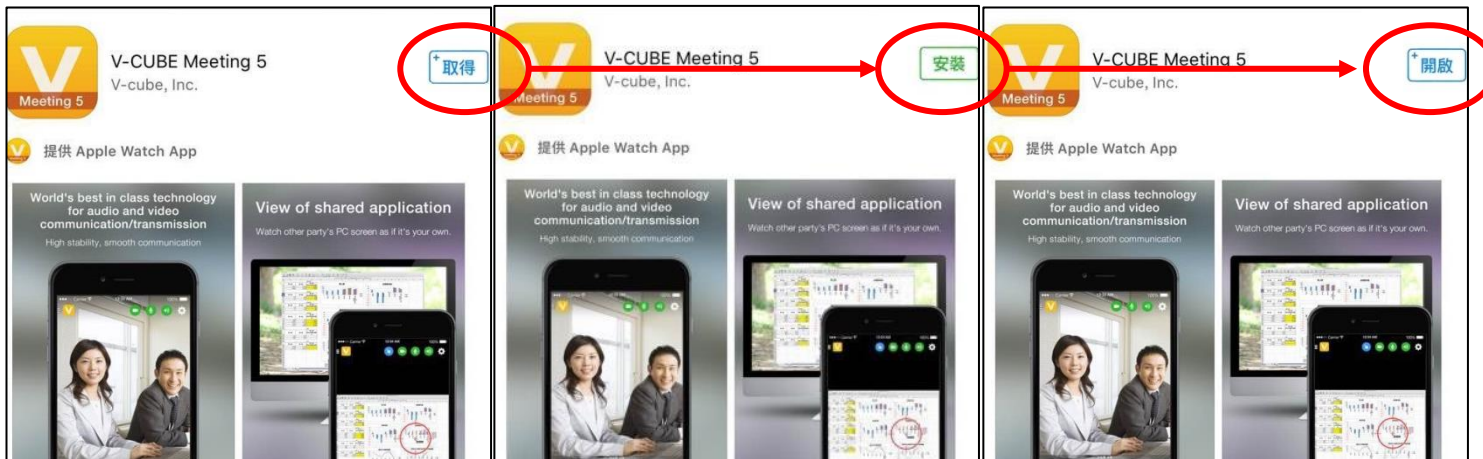 V
Meeting 5
V-CUBE Meeting 5
V-cube, Inc.
+取得
提供 Apple Watch App
World's best in class technology
for audio and video
communication/transmission
High stability, smooth communication
View of shared application
Watch other party's PC screen as if it's your own.
V
Meeting 5
V-CUBE Meeting 5
V-cube, Inc.
安裝
提供 Apple Watch App
World's best in class technology
for audio and video
communication/transmission
High stability, smooth communication
View of shared application
Watch other party's PC screen as if it's your own.
V
Meeting 5
V-CUBE Meeting 5
V-cube, Inc.
+開啟
提供 Apple Watch App
World's best in class technology
for audio and video
communication/transmission
High stability, smooth communication
View of shared application
Watch other party's PC screen as if it's your own.